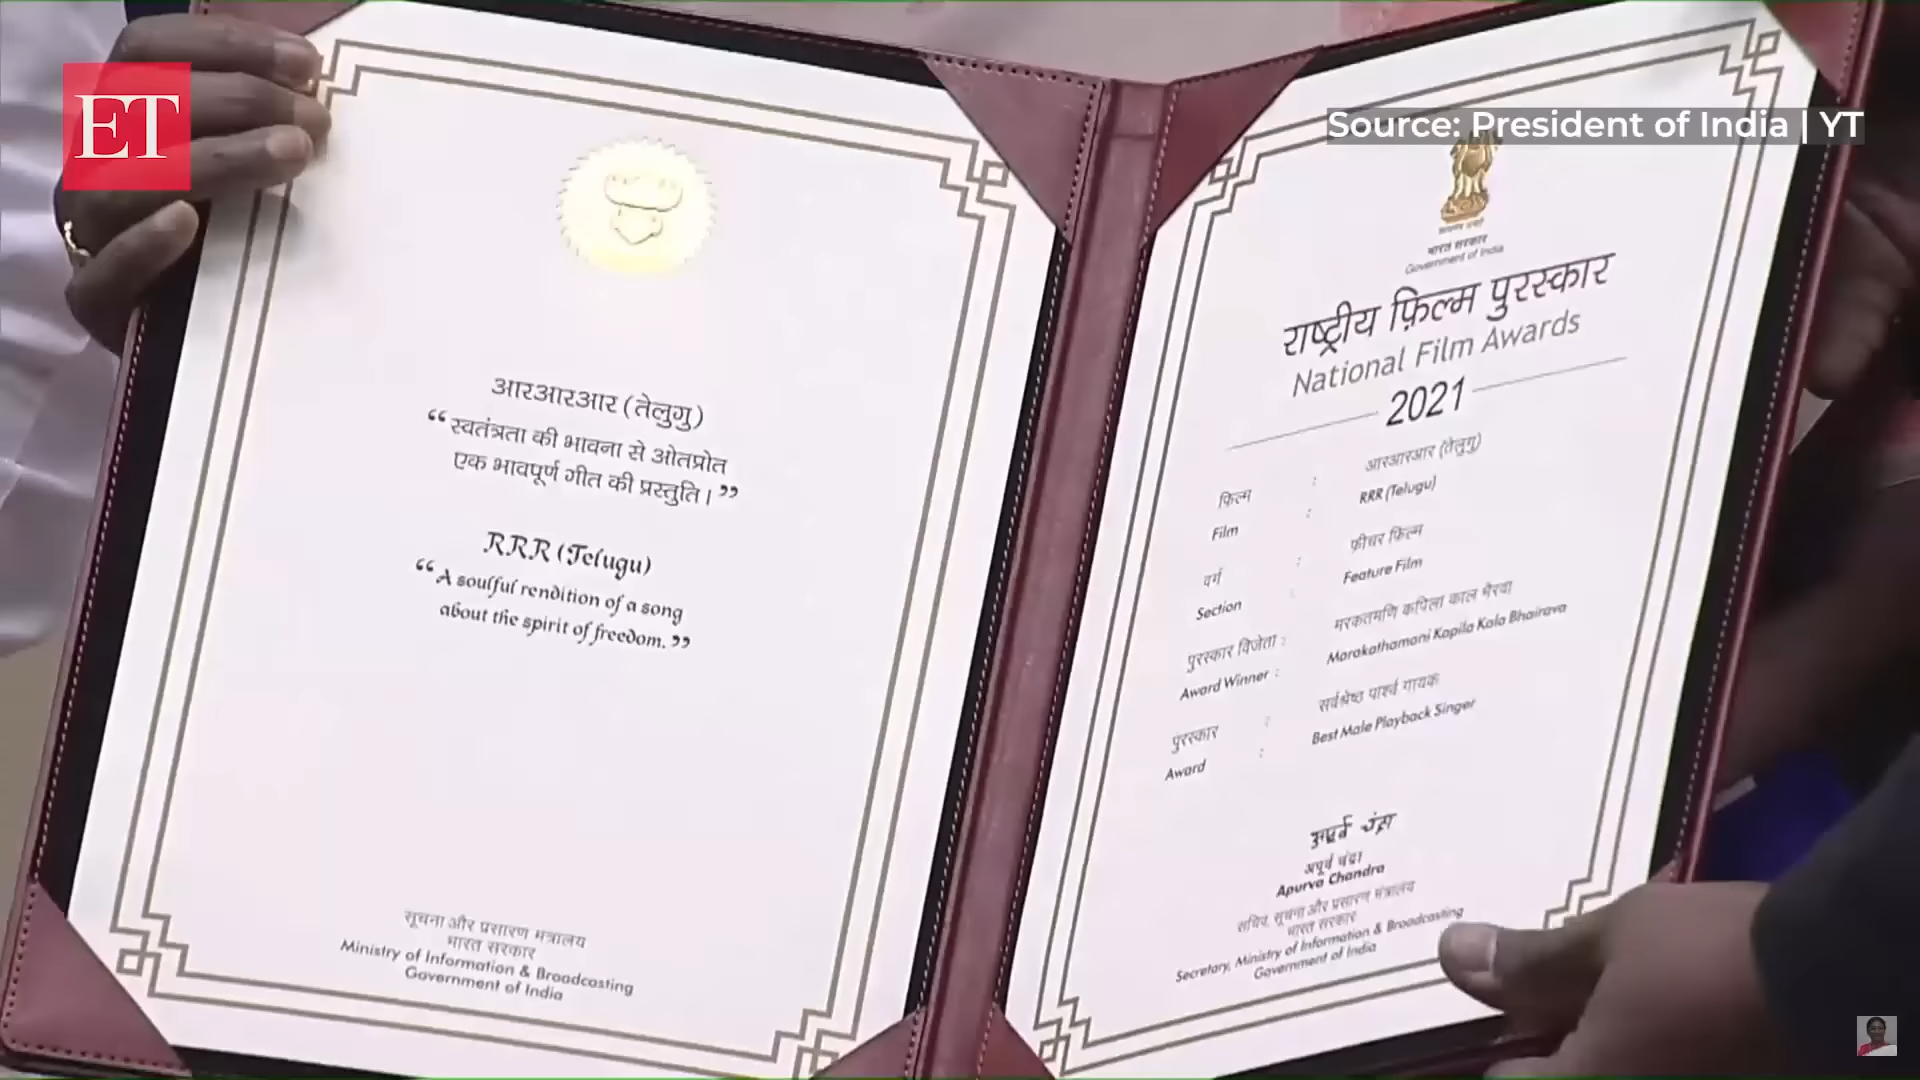 ET
Source: President of India | YT
आरआरआर (तेलुगु)
“स्वतंत्रता की भावना से ओतप्रोत
एक भावपूर्ण गीत की प्रस्तुति।”
RRR (Telugu)
“A soulful rendition of a song
about the spirit of freedom.”
सूचना और प्रसारण मंत्रालय
भारत सरकार
Ministry of Information & Broadcasting
Government of India
भारत सरकार
Government of India
राष्ट्रीय फ़िल्म पुरस्कार
National Film Awards
2021
फिल्म : आरआरआर (तेलुगु)
Film : RRR (Telugu)
वर्ग : फ़ीचर फ़िल्म
Section : Feature Film
पुरस्कार विजेता : मरकतमणि कपिला काल भैरवा
Award Winner : Marakathamani Kapila Kala Bhairava
पुरस्कार : सर्वश्रेष्ठ पार्श्व गायक
Award : Best Male Playback Singer
अपूर्व चंद्रा
अपूर्व चंद्रा
Apurva Chandra
सचिव, सूचना और प्रसारण मंत्रालय
भारत सरकार
Secretary, Ministry of Information & Broadcasting
Government of India